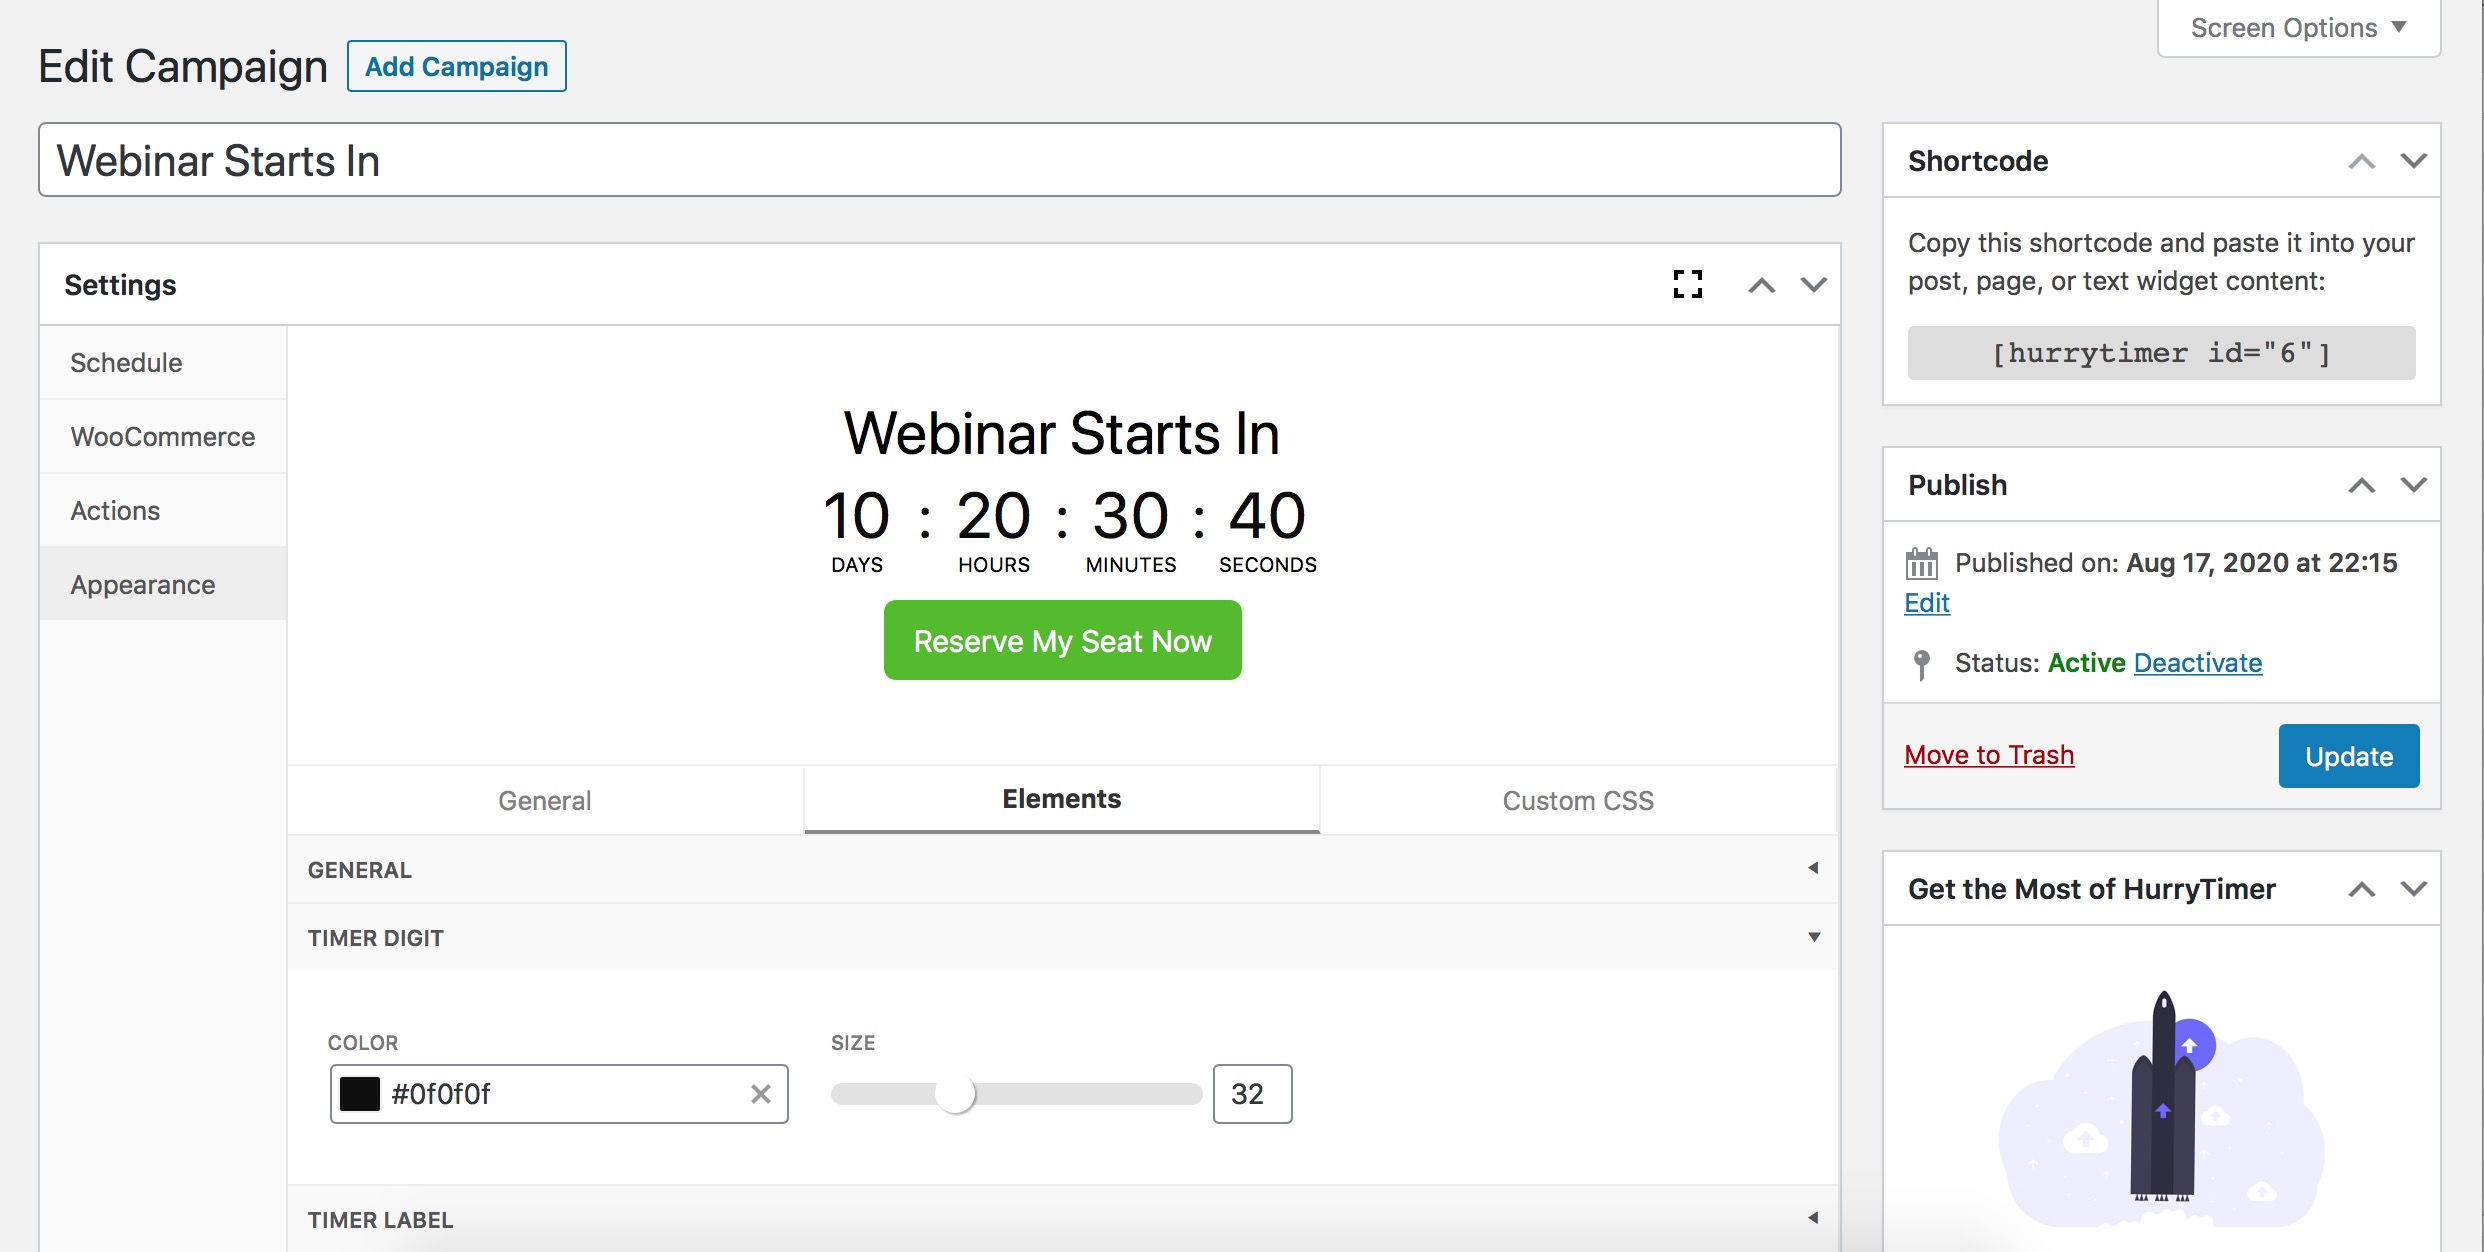 Screen Options
Edit Campaign
Add Campaign
Webinar Starts In
Settings
Schedule
WooCommerce
Actions
Appearance
Webinar Starts In
10 : 20 : 30 : 40
DAYS HOURS MINUTES SECONDS
Reserve My Seat Now
General Elements Custom CSS
GENERAL
TIMER DIGIT
COLOR SIZE
#0f0f0f 32
TIMER LABEL
Shortcode
Copy this shortcode and paste it into your
post, page, or text widget content:
[hurrytimer id="6"]
Publish
Published on: Aug 17, 2020 at 22:15
Edit
Status: Active Deactivate
Move to Trash Update
Get the Most of HurryTimer